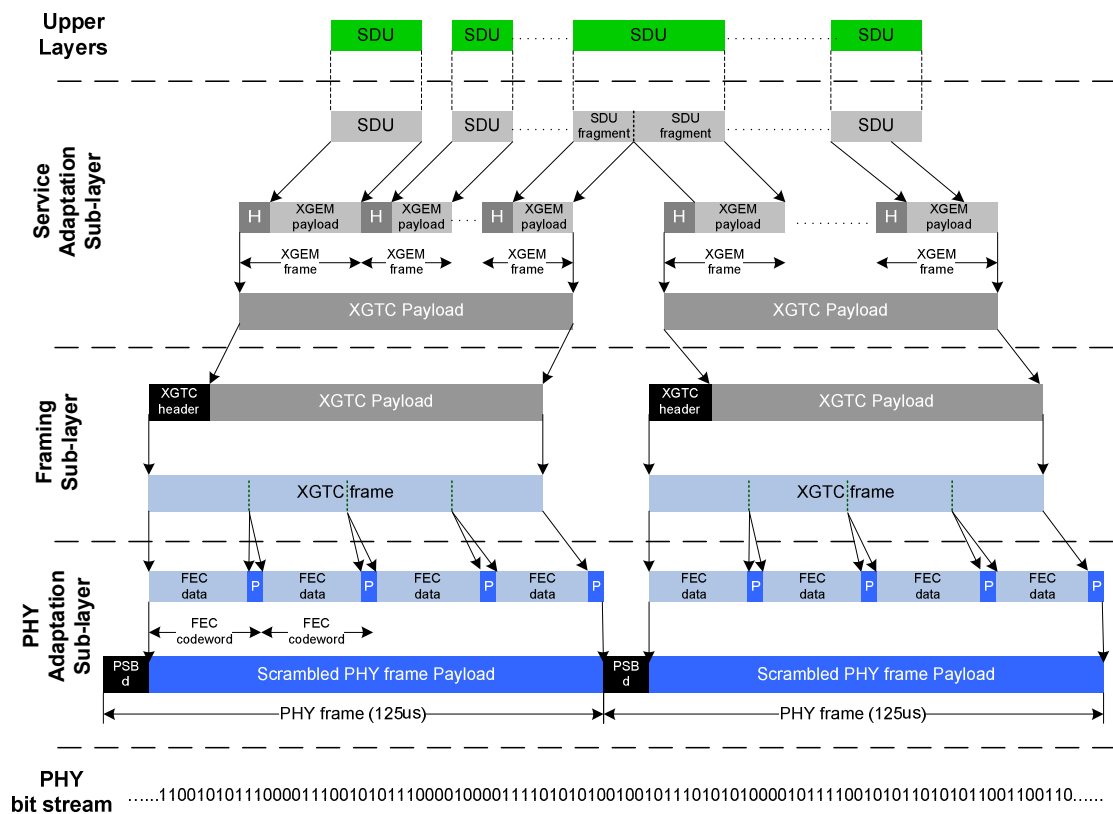 Upper
Layers
SDU SDU ........ SDU .................. SDU
Service
Adaptation
Sub-layer
SDU SDU ........ SDU
fragment SDU
fragment .................. SDU
H XGEM
payload H XGEM
payload ..... H XGEM
payload H XGEM
payload ............. H XGEM
payload
XGEM
frame XGEM
frame XGEM
frame XGEM
frame XGEM
frame
XGTC Payload XGTC Payload
Framing
Sub-layer
XGTC
header XGTC Payload XGTC
header XGTC Payload
XGTC frame XGTC frame
PHY
Adaptation
Sub-layer
FEC
data P FEC
data P FEC
data P FEC
data P FEC
data P FEC
data P FEC
data P FEC
data P
FEC
codeword FEC
codeword
PSB
d Scrambled PHY frame Payload PSB
d Scrambled PHY frame Payload
PHY frame (125us) PHY frame (125us)
PHY
bit stream
......1100101011100001110010101110000100001111010101001001011101010100001011111001010110101011001100110......